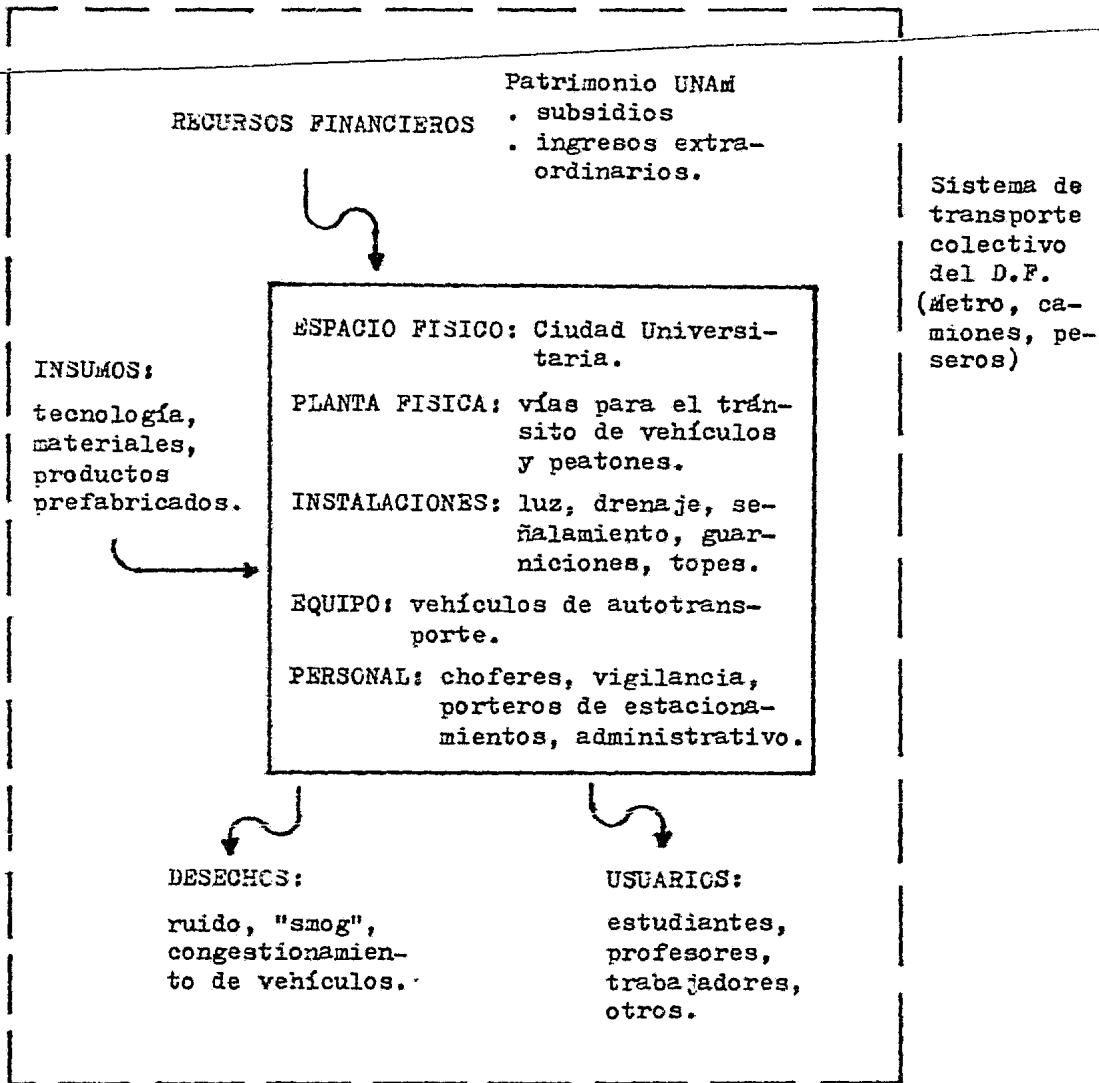 RECURSOS FINANCIEROS
Patrimonio UNAM
. subsidios
. ingresos extra-
ordinarios.
Sistema de
transporte
colectivo
del D.F.
(Metro, ca-
miones, pe-
seros)
INSUMOS:
tecnología,
materiales,
productos
prefabricados.
ESPACIO FISICO: Ciudad Universi-
taria.
PLANTA FISICA: vías para el trán-
sito de vehículos
y peatones.
INSTALACIONES: luz, drenaje, se-
ñalamiento, guar-
niciones, topes.
EQUIPO: vehículos de autotrans-
porte.
PERSONAL: choferes, vigilancia,
porteros de estaciona-
mientos, administrativo.
DESECHOS:
ruido, "smog",
congestionamien-
to de vehículos.
USUARIOS:
estudiantes,
profesores,
trabajadores,
otros.